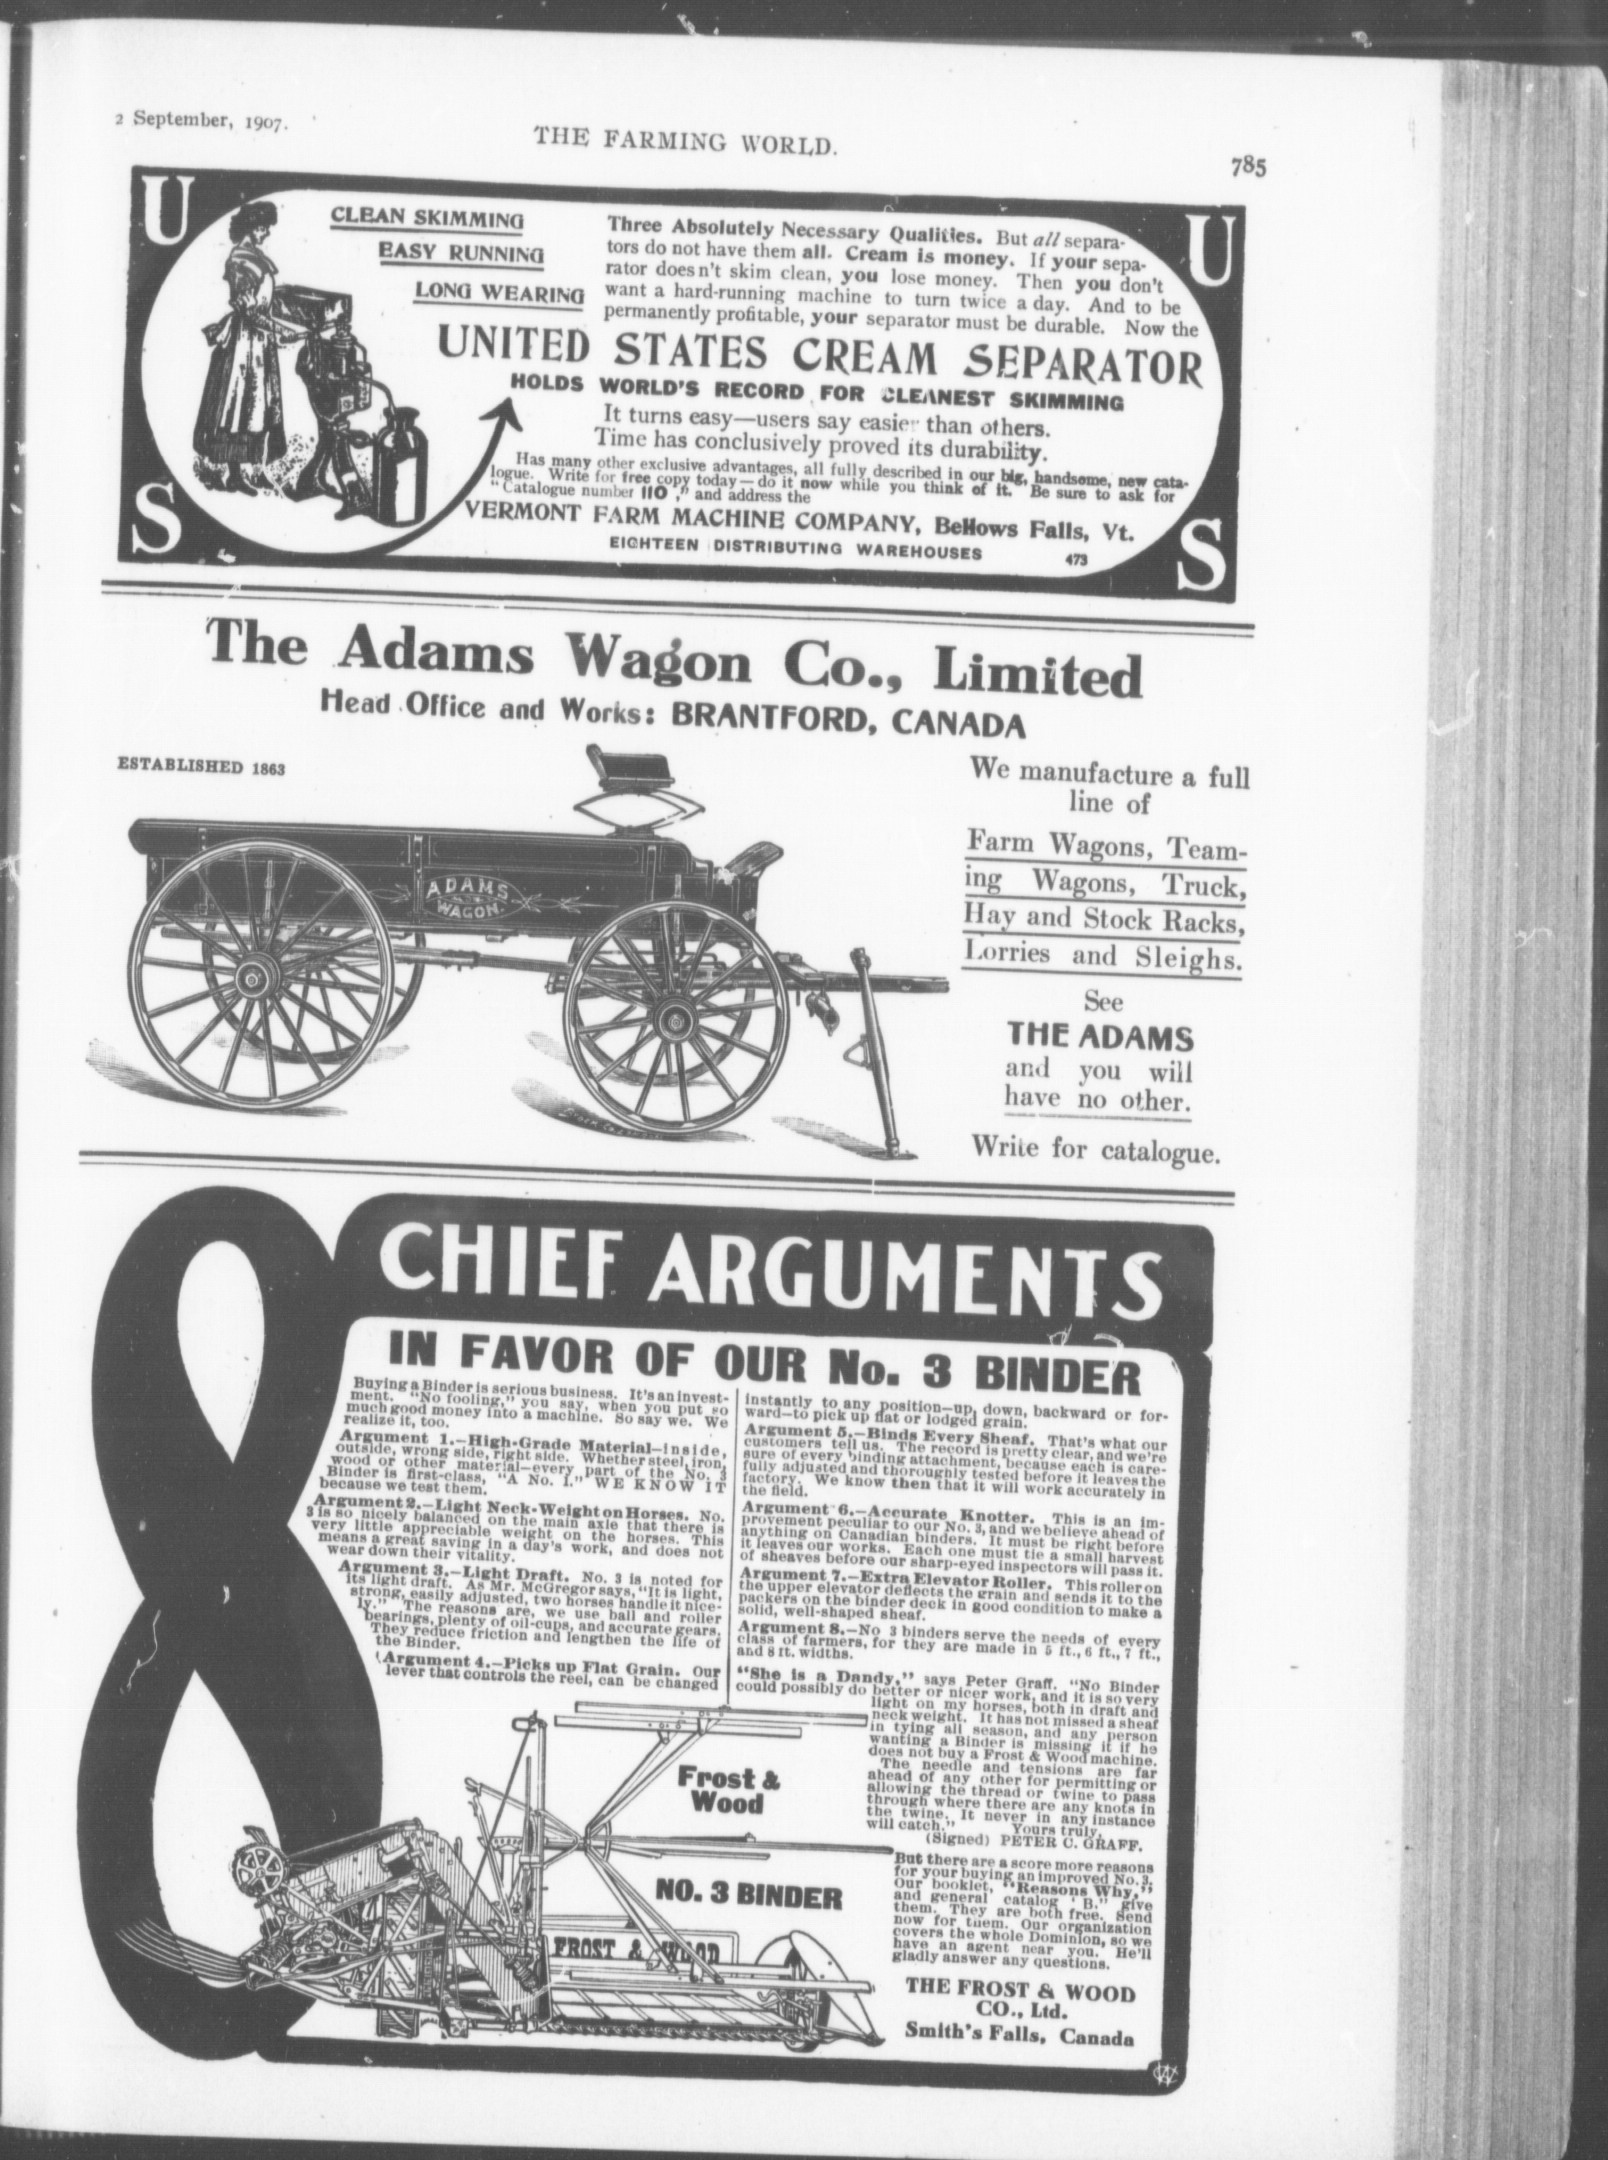 2 September, 1907.
THE FARMING WORLD.
785
U
U
S
S
CLEAN SKIMMING
EASY RUNNING
LONG WEARING
Three Absolutely Necessary Qualities. But all separa-
tors do not have them all. Cream is money. If your sepa-
rator doesn't skim clean, you lose money. Then you don't
want a hard-running machine to turn twice a day. And to be
permanently profitable, your separator must be durable. Now the
UNITED STATES CREAM SEPARATOR
HOLDS WORLD'S RECORD FOR CLEANEST SKIMMING
It turns easy—users say easier than others.
Time has conclusively proved its durability.
Has many other exclusive advantages, all fully described in our big, handsome, new cata-
logue. Write for free copy today—do it now while you think of it. Be sure to ask for
"Catalogue number 110," and address the
VERMONT FARM MACHINE COMPANY, Bellows Falls, Vt.
EIGHTEEN DISTRIBUTING WAREHOUSES
473
The Adams Wagon Co., Limited
Head Office and Works: BRANTFORD, CANADA
ESTABLISHED 1863
ADAMS
WAGON.
We manufacture a full
line of
Farm Wagons, Team-
ing Wagons, Truck,
Hay and Stock Racks,
Lorries and Sleighs.
See
THE ADAMS
and you will
have no other.
Write for catalogue.
8 CHIEF ARGUMENTS
IN FAVOR OF OUR No. 3 BINDER
Buying a Binder is serious business. It's an invest-
ment. "No fooling," you say, when you put so
much good money into a machine. So say we. We
realize it, too.
Argument 1.—High-Grade Material—Inside,
outside, wrong side, right side. Whether steel, iron,
wood or other material—every part of the No. 3
Binder is first-class, "A No. 1." WE KNOW IT
because we test them.
Argument 2.—Light Neck-Weight on Horses. No.
3 is so nicely balanced on the main axle that there is
very little appreciable weight on the horses. This
means a great saving in a day's work, and does not
wear down their vitality.
Argument 3.—Light Draft. No. 3 is noted for
its light draft. As Mr. McGregor says, "It is light,
strong, easily adjusted, two horses handle it nice-
ly." The reasons are, we use ball and roller
bearings, plenty of oil-cups, and accurate gears.
They reduce friction and lengthen the life of
the Binder.
Argument 4.—Picks up Flat Grain. Our
lever that controls the reel, can be changed
instantly to any position—up, down, backward or for-
ward—to pick up flat or lodged grain.
Argument 5.—Binds Every Sheaf. That's what our
customers tell us. The record is pretty clear, and we're
sure of every binding attachment, because each is care-
fully adjusted and thoroughly tested before it leaves the
factory. We know then that it will work accurately in
the field.
Argument 6.—Accurate Knotter. This is an im-
provement peculiar to our No. 3, and we believe ahead of
anything on Canadian binders. It must be right before
it leaves our works. Each one must tie a small harvest
of sheaves before our sharp-eyed inspectors will pass it.
Argument 7.—Extra Elevator Roller. This roller on
the upper elevator deflects the grain and sends it to the
packers on the binder deck in good condition to make a
solid, well-shaped sheaf.
Argument 8.—No 3 binders serve the needs of every
class of farmers, for they are made in 5 ft., 6 ft., 7 ft.,
and 8 ft. widths.
"She is a Dandy," says Peter Graff. "No Binder
could possibly do better or nicer work, and it is so very
light on my horses, both in draft and
neck weight. It has not missed a sheaf
in tying all season, and any person
wanting a Binder is missing it if he
does not buy a Frost & Wood machine.
The needle and tensions are far
ahead of any other for permitting or
allowing the thread or twine to pass
through where there are any knots in
the twine. It never in any instance
will catch." Yours truly,
(Signed) PETER C. GRAFF.
But there are a score more reasons
for your buying an improved No. 3.
Our booklet, "Reasons Why,"
and general catalog "B." give
them. They are both free. Send
now for them. Our organization
covers the whole Dominion, so we
have an agent near you. He'll
gladly answer any questions.
THE FROST & WOOD
CO., Ltd.
Smith's Falls, Canada
Frost &
Wood
NO. 3 BINDER
FROST & WOOD